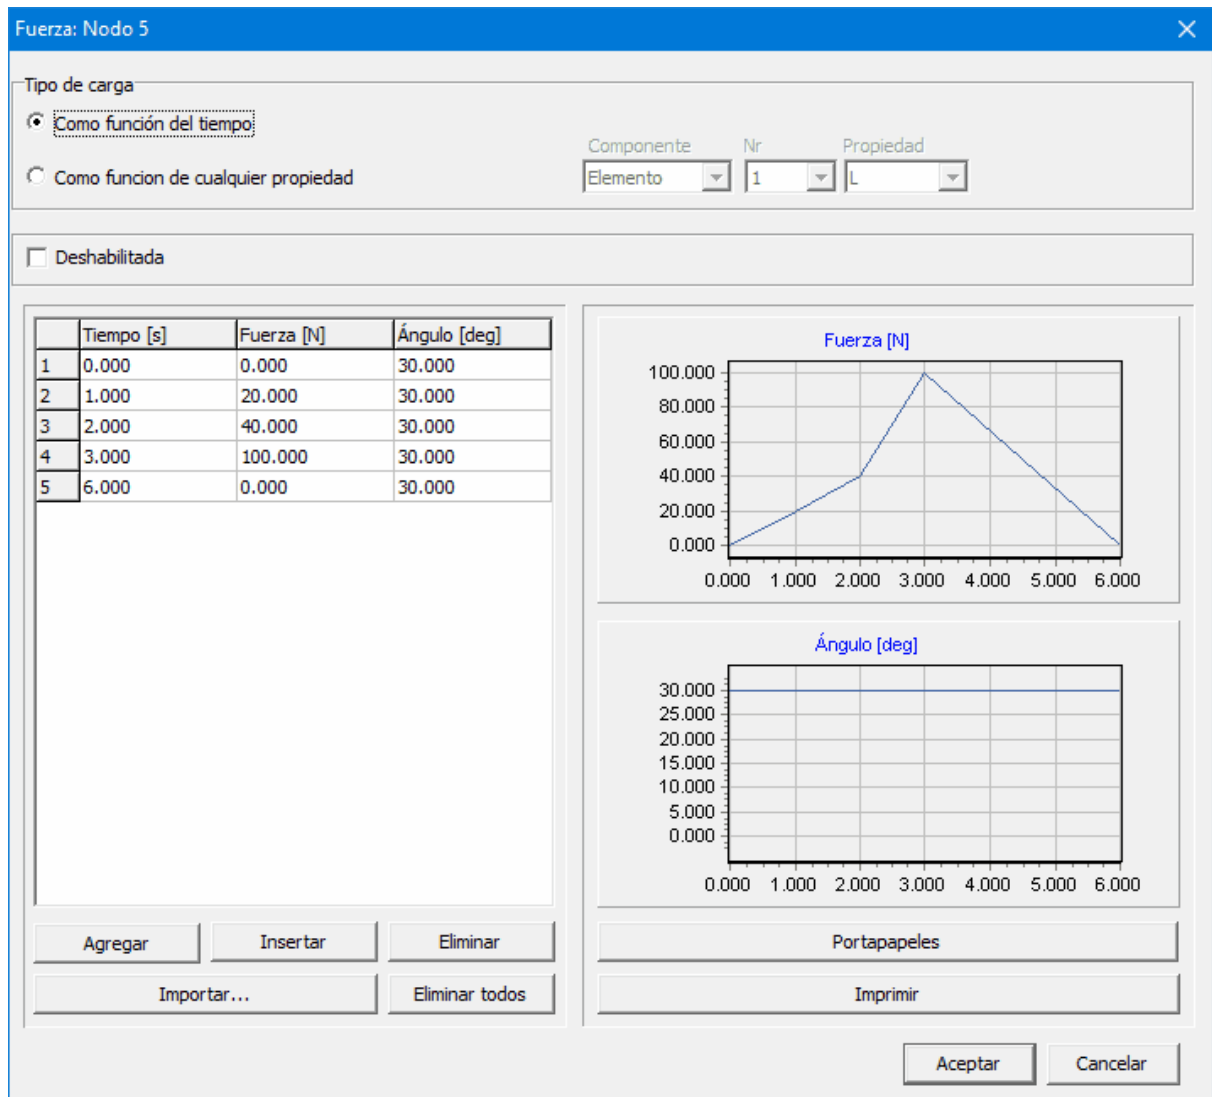 Fuerza: Nodo 5
Tipo de carga
Como función del tiempo
Componente Nr Propiedad
Como funcion de cualquier propiedad
Elemento 1 L
Deshabilitada
Tiempo [s] Fuerza [N] Ángulo [deg]
1 0.000 0.000 30.000
2 1.000 20.000 30.000
3 2.000 40.000 30.000
4 3.000 100.000 30.000
5 6.000 0.000 30.000
Agregar Insertar Eliminar
Importar... Eliminar todos
Fuerza [N]
100.000
80.000
60.000
40.000
20.000
0.000
0.000 1.000 2.000 3.000 4.000 5.000 6.000
Ángulo [deg]
30.000
25.000
20.000
15.000
10.000
5.000
0.000
0.000 1.000 2.000 3.000 4.000 5.000 6.000
Portapapeles
Imprimir
Aceptar Cancelar